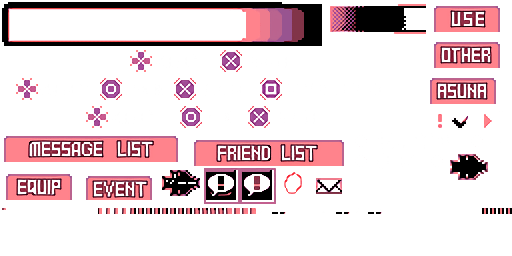 USE
OTHER
ASUNA
MESSAGE LIST
FRIEND LIST
EQUIP
EVENT